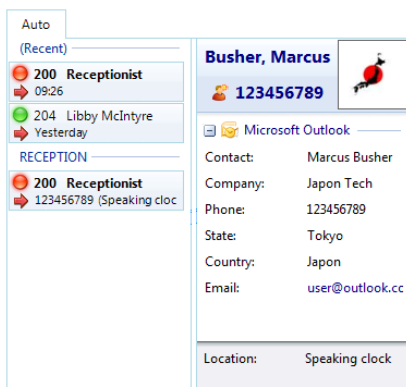 Auto
(Recent)
200 Receptionist
09:26
204 Libby McIntyre
Yesterday
RECEPTION
200 Receptionist
123456789 (Speaking cloc
Busher, Marcus
123456789
Microsoft Outlook
Contact: Marcus Busher
Company: Japon Tech
Phone: 123456789
State: Tokyo
Country: Japon
Email: user@outlook.cc
Location: Speaking clock